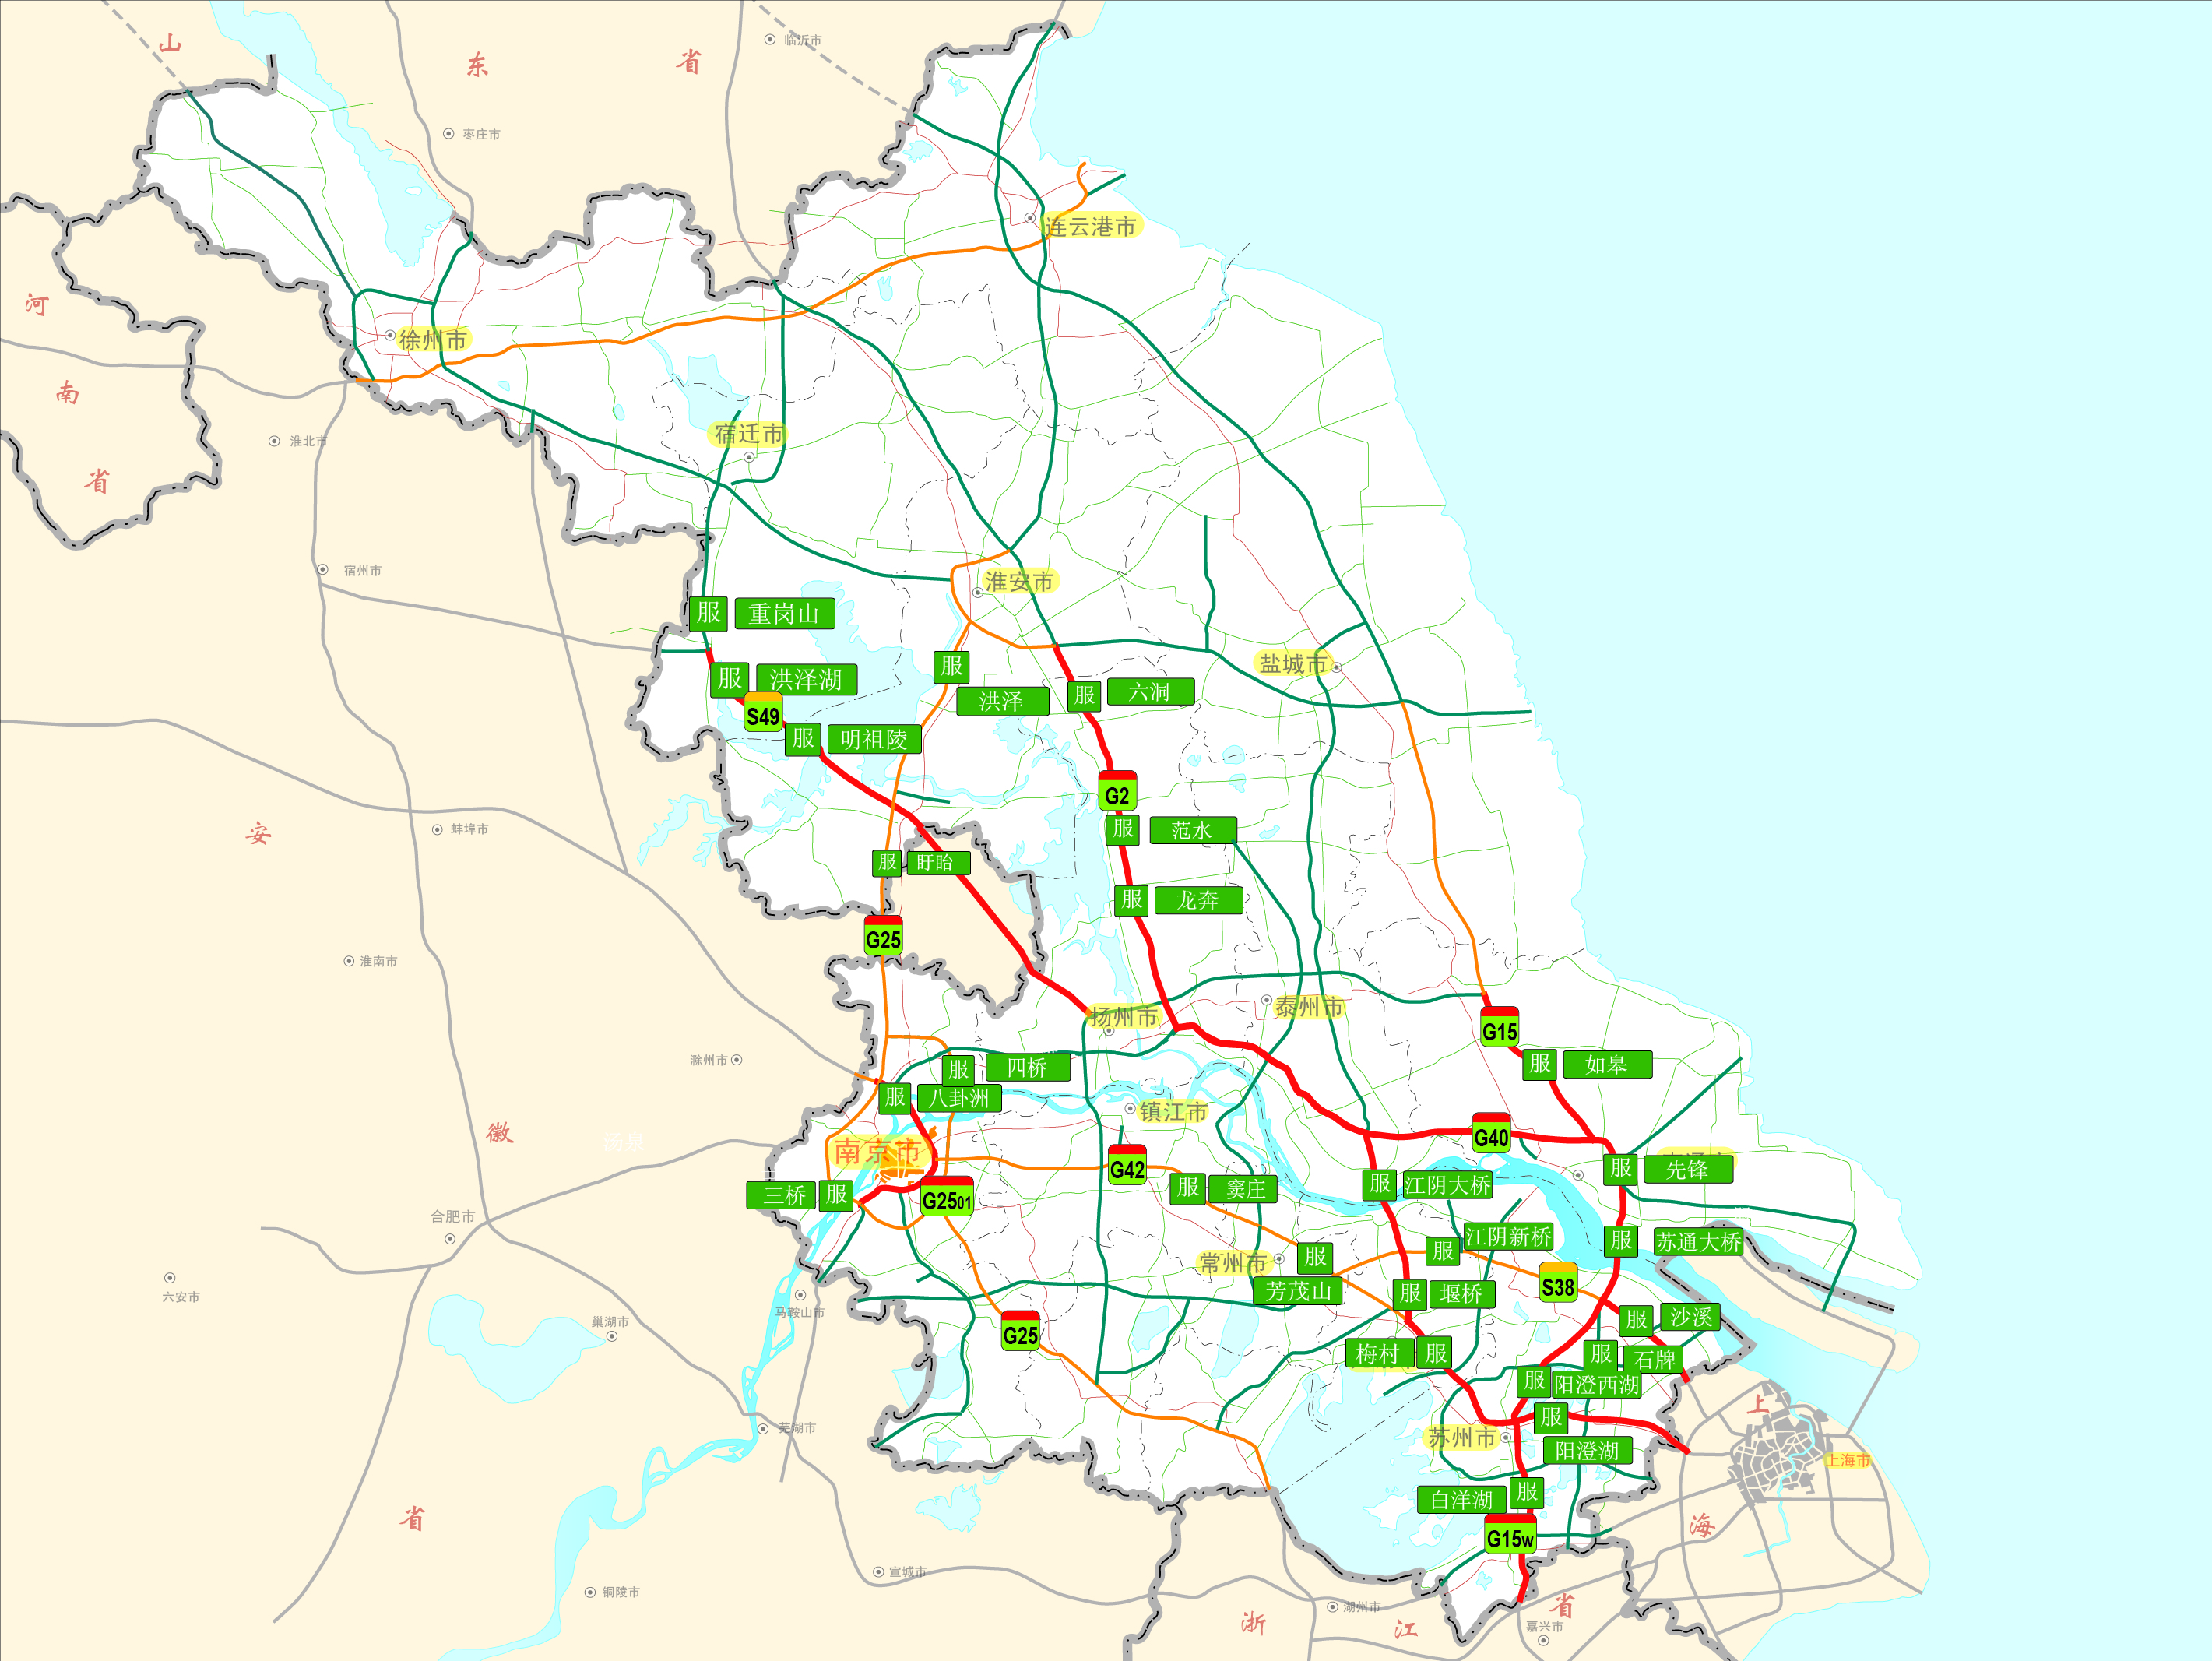 山
东
省
临沂市
枣庄市
连云港市
河
南
省
徐州市
淮北市
宿迁市
宿州市
淮安市
服 重岗山
盐城市
服 洪泽湖
服
洪泽
服 六洞
S49
服 明祖陵
G2
安
蚌埠市
服 范水
服 盱眙
服 龙奔
G25
淮南市
扬州市
泰州市
G15
滁州市
服 四桥
服 如皋
服 八卦洲
镇江市
徽
汤泉
南京市
G40
G42
服 先锋
三桥 服
G2501
服 窦庄
服 江阴大桥
合肥市
服 江阴新桥
服 苏通大桥
常州市
服
芳茂山
六安市
巢湖市
马鞍山市
S38
服 堰桥
G25
服 沙溪
梅村 服
服 石牌
服 阳澄西湖
上
芜湖市
苏州市
服
阳澄湖
上海市
省
白洋湖 服
海
G15W
宣城市
铜陵市
湖州市
浙
江
省
嘉兴市